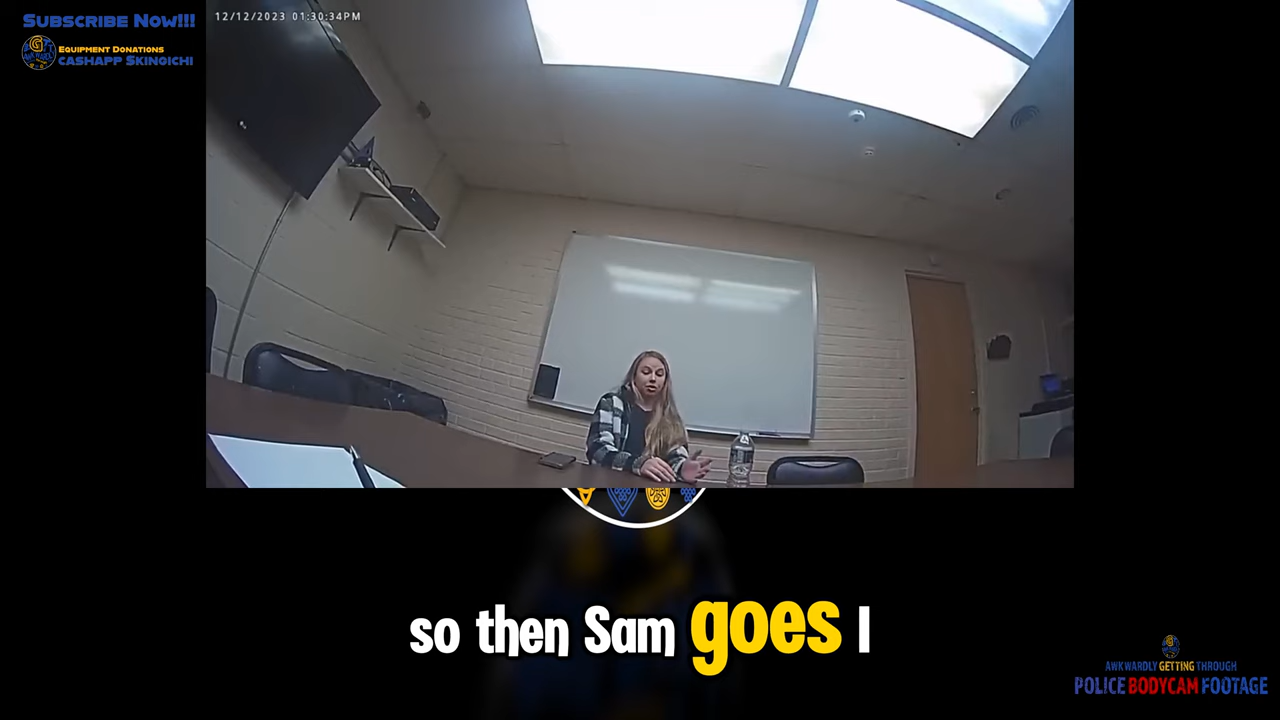 Subscribe Now!!!
12/12/2023 01:30:34PM
Equipment Donations
CASHAPP SKINGICHI
so then Sam goes I
AWKWARDLY GETTING THROUGH
POLICE BODYCAM FOOTAGE